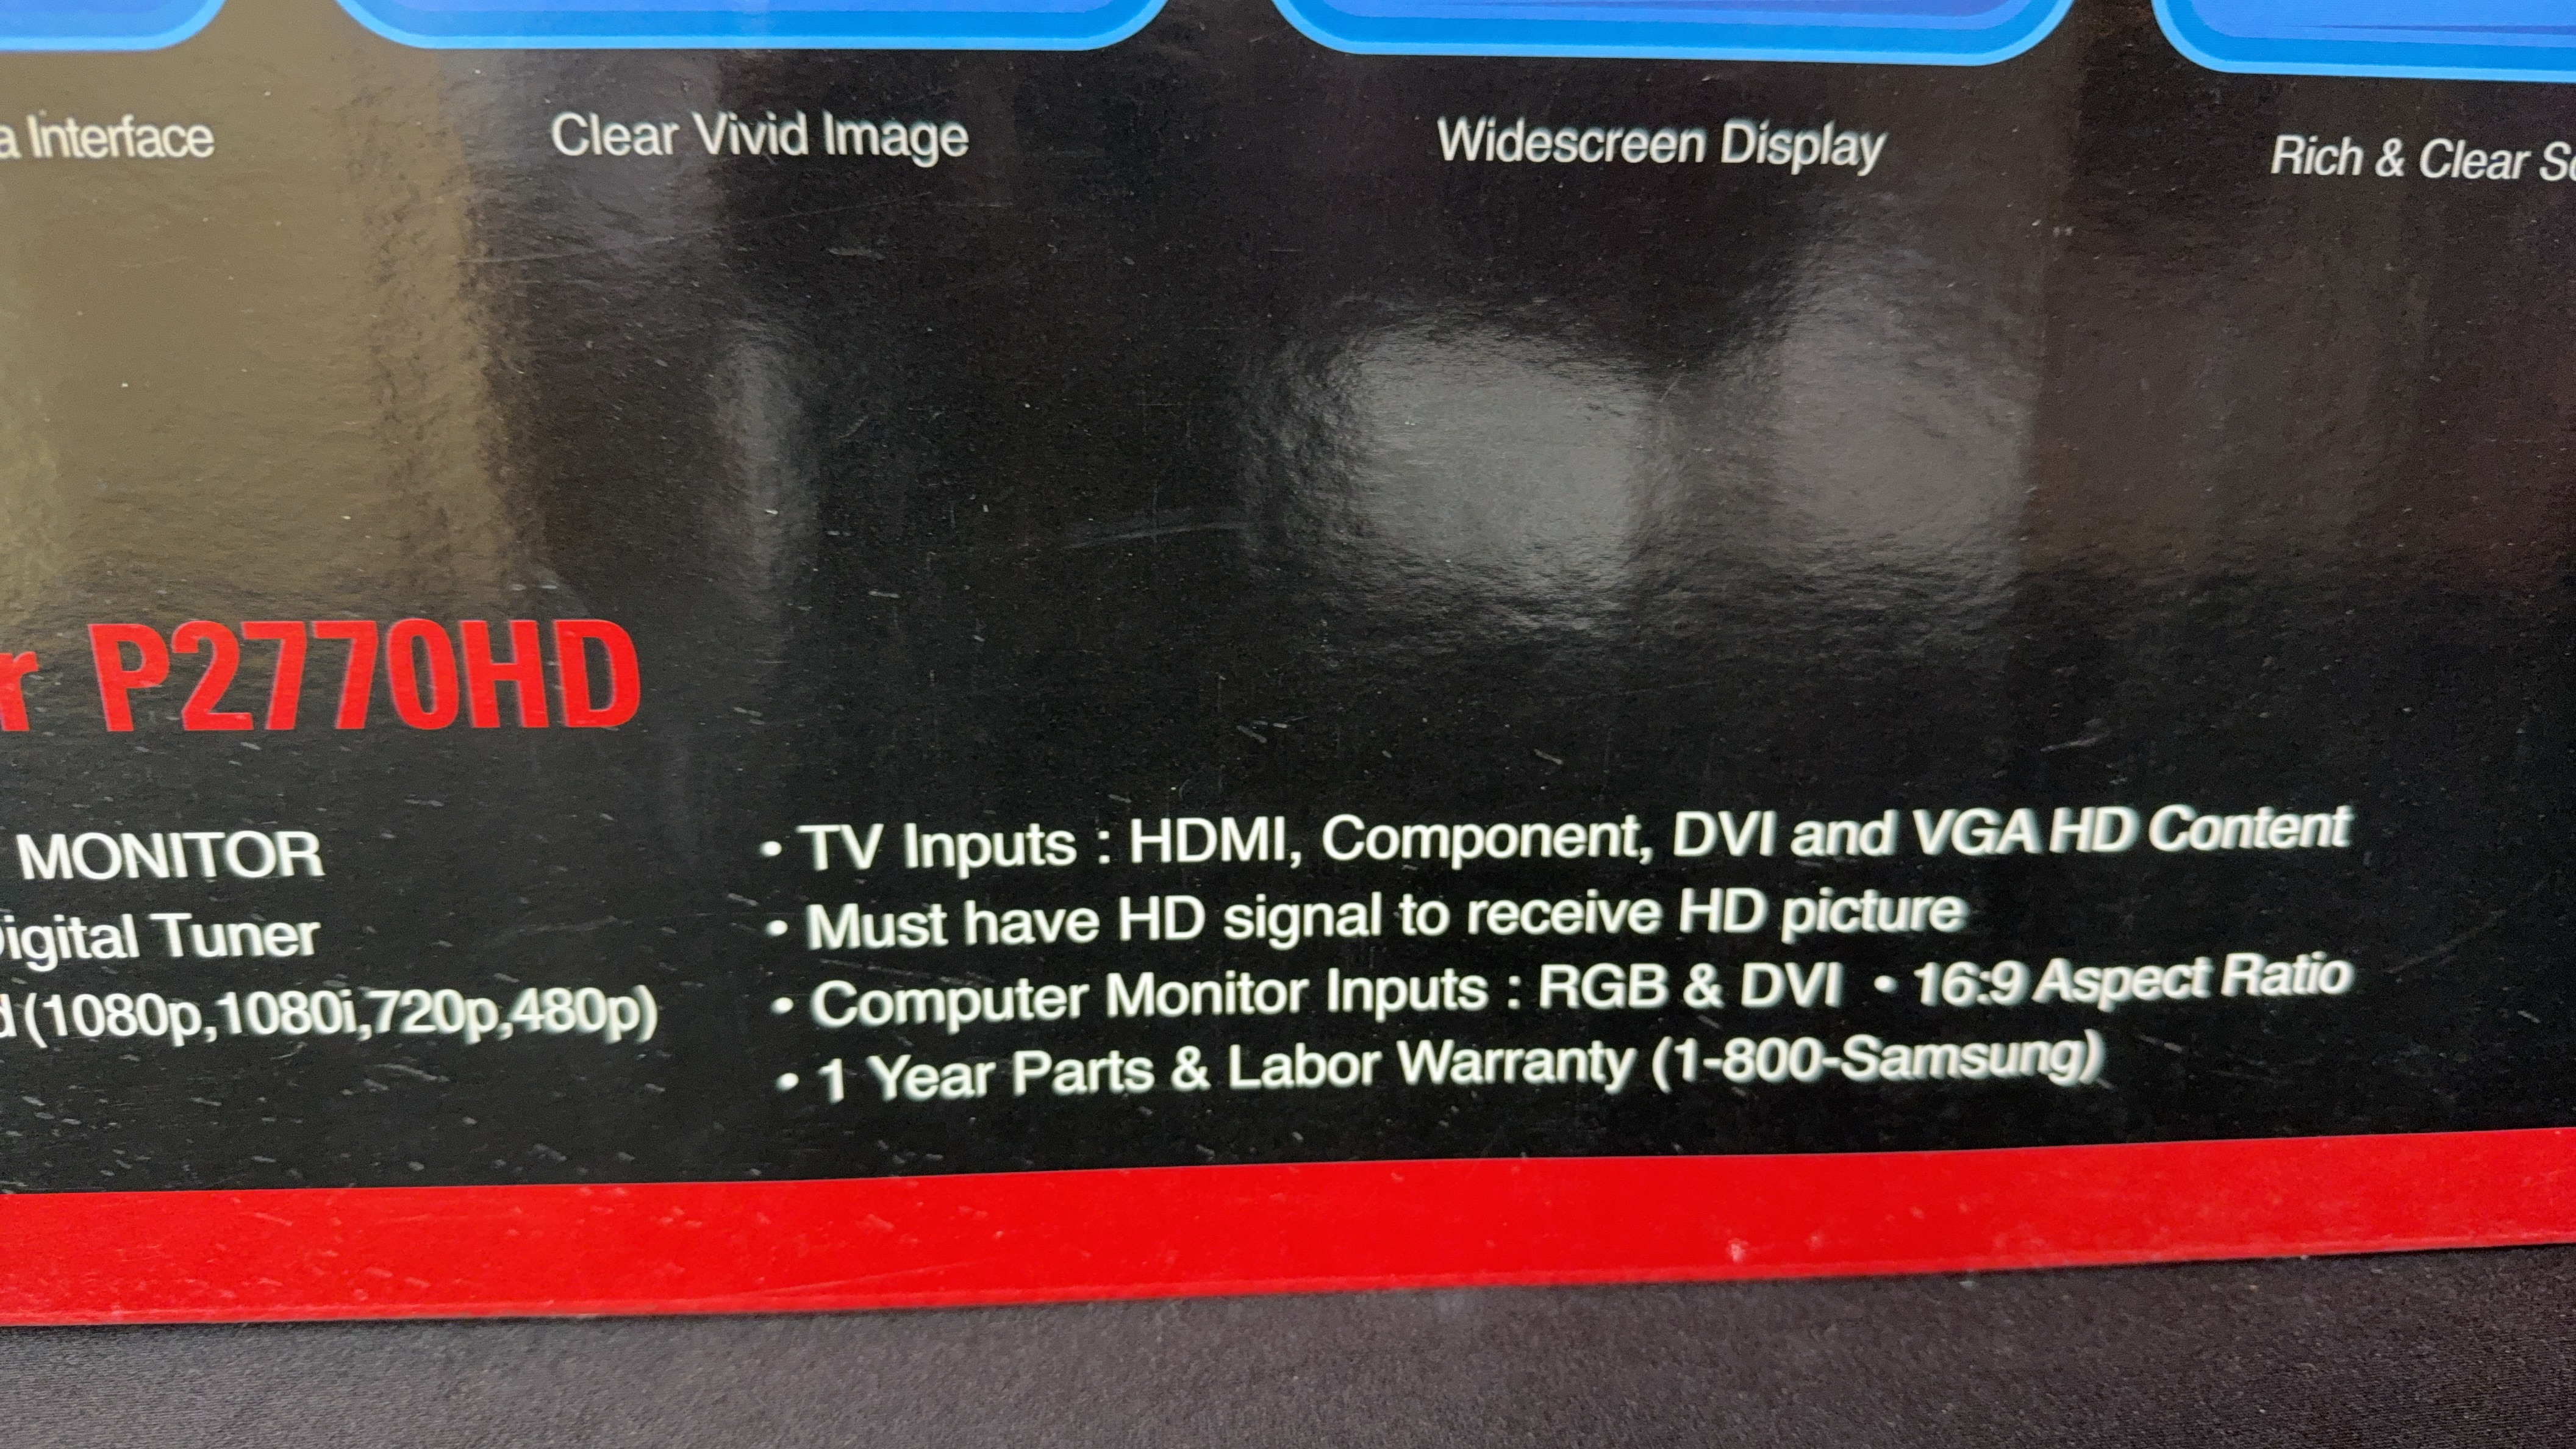 a Interface
Clear Vivid Image
Widescreen Display
Rich & Clear
r P2770HD
MONITOR
Digital Tuner
d (1080p,1080i,720p,480p)
• TV Inputs : HDMI, Component, DVI and VGA HD Content
• Must have HD signal to receive HD picture
• Computer Monitor Inputs : RGB & DVI • 16:9 Aspect Ratio
• 1 Year Parts & Labor Warranty (1-800-Samsung)